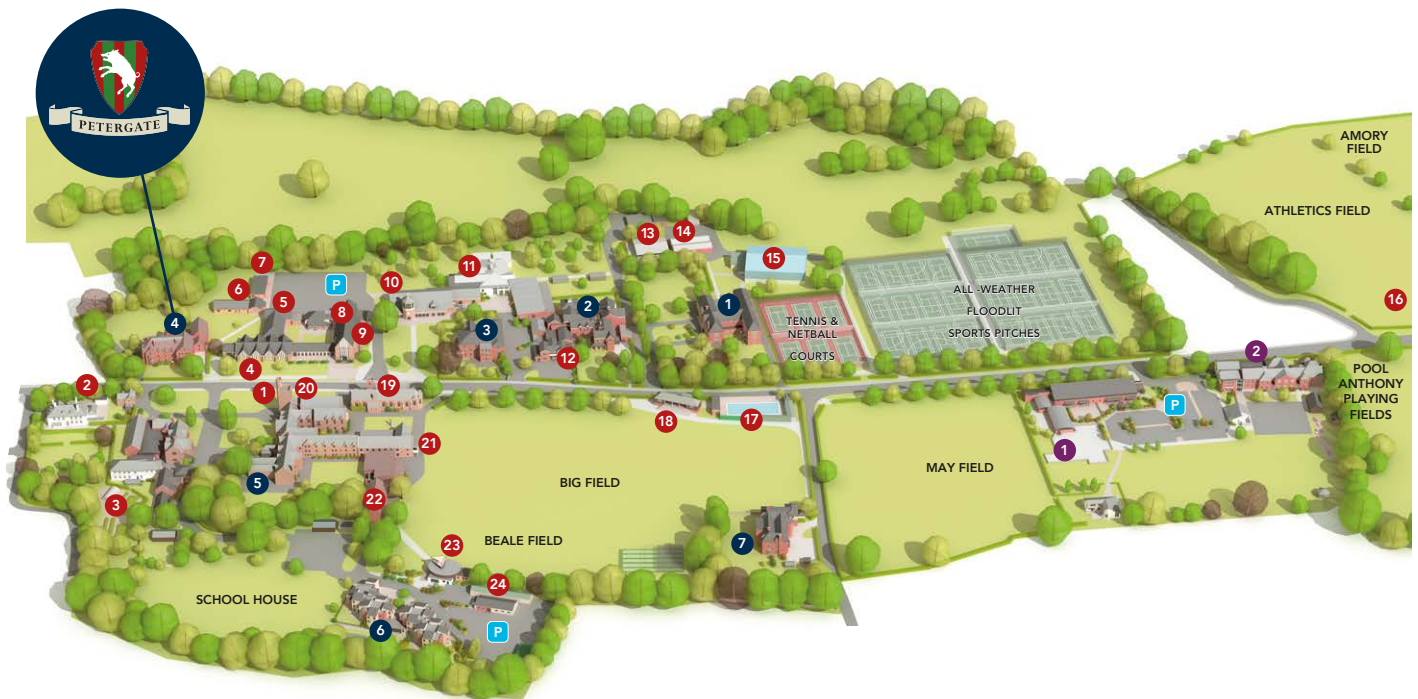 PETERGATE
AMORY
FIELD
ATHLETICS FIELD
7
11
13
14
15
16
6
5
P
10
8
9
4
3
2
12
1
TENNIS &
NETBALL
COURTS
ALL -WEATHER
FLOODLIT
SPORTS PITCHES
2
4
2
1
20
19
18
17
P
1
POOL
ANTHONY
PLAYING
FIELDS
21
5
22
3
BIG FIELD
MAY FIELD
BEALE FIELD
7
23
24
SCHOOL HOUSE
6
P